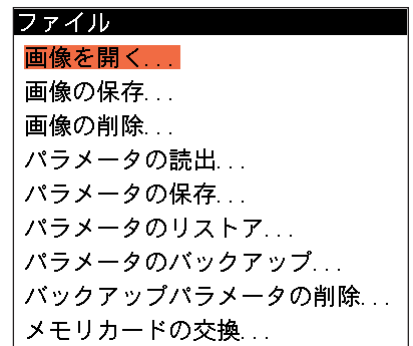 ファイル
画像を開く...
画像の保存...
画像の削除...
パラメータの読出...
パラメータの保存...
パラメータのリストア...
パラメータのバックアップ...
バックアップパラメータの削除...
メモリカードの交換...